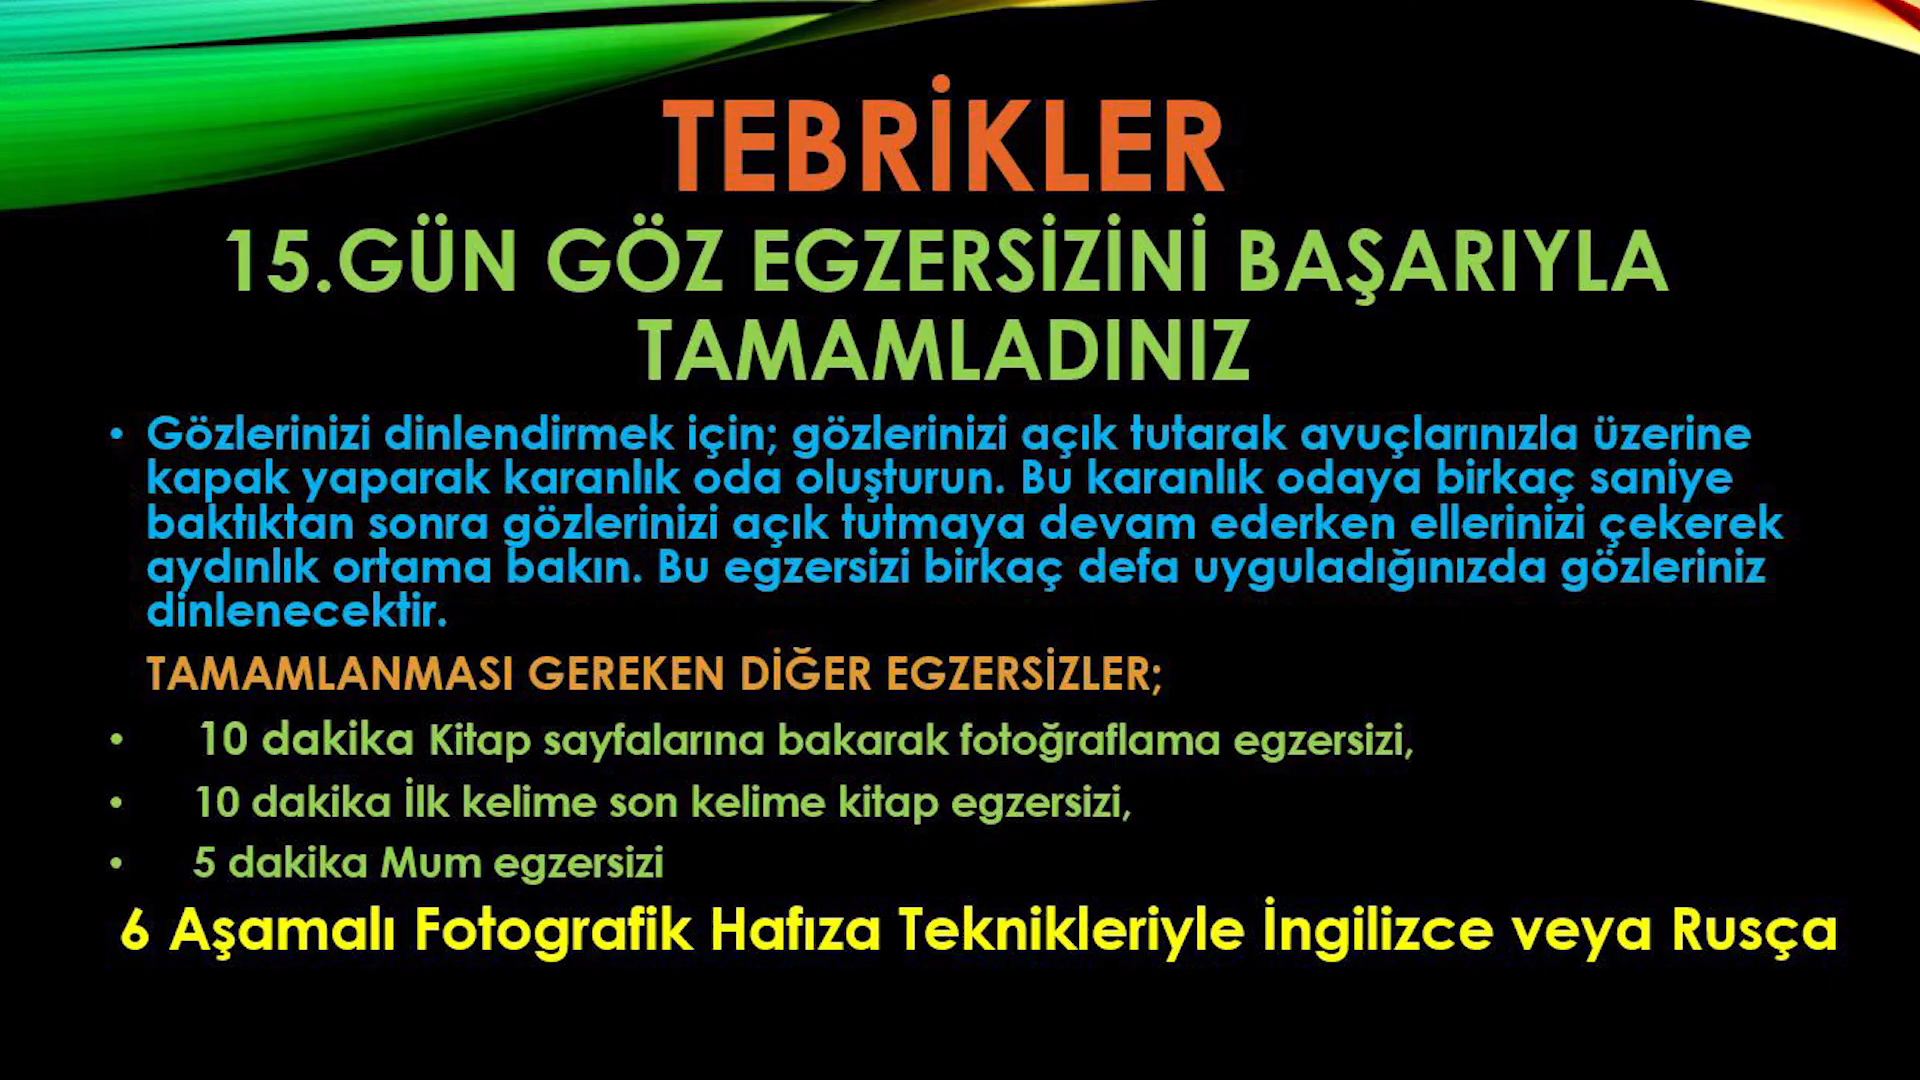 TEBRİKLER
15.GÜN GÖZ EGZERSİZİNİ BAŞARIYLA
TAMAMLADINIZ
• Gözlerinizi dinlendirmek için; gözlerinizi açık tutarak avuçlarınızla üzerine
kapak yaparak karanlık oda oluşturun. Bu karanlık odaya birkaç saniye
baktıktan sonra gözlerinizi açık tutmaya devam ederken ellerinizi çekerek
aydınlık ortama bakın. Bu egzersizi birkaç defa uyguladığınızda gözleriniz
dinlenecektir.
TAMAMLANMASI GEREKEN DİĞER EGZERSİZLER;
• 10 dakika Kitap sayfalarına bakarak fotoğraflama egzersizi,
• 10 dakika İlk kelime son kelime kitap egzersizi,
• 5 dakika Mum egzersizi
6 Aşamalı Fotografik Hafıza Teknikleriyle İngilizce veya Rusça